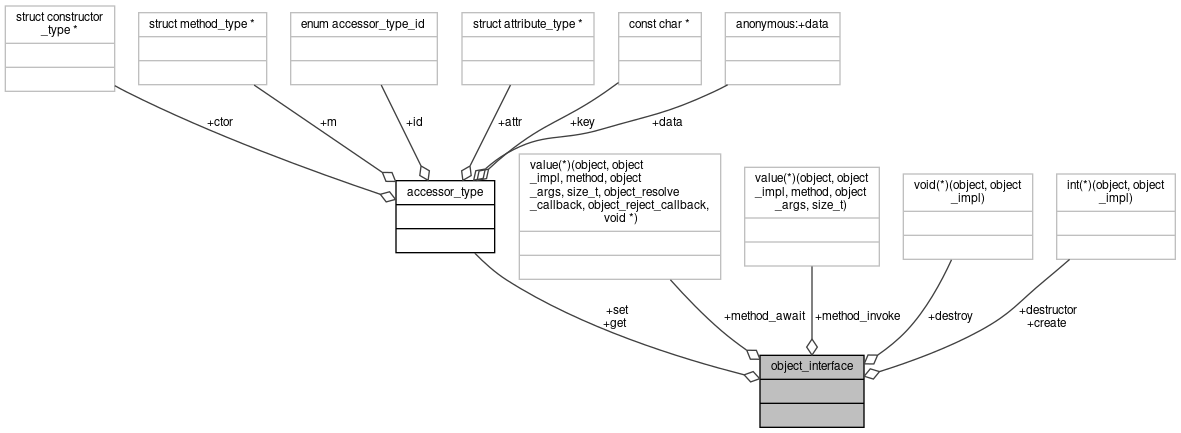 struct constructor
_type *
struct method_type *
enum accessor_type_id
struct attribute_type *
const char *
anonymous:+data
+ctor
+m
+id
+attr
+key
+data
value(*)(object, object
_impl, method, object
_args, size_t, object_resolve
_callback, object_reject_callback,
void *)
value(*)(object, object
_impl, method, object
_args, size_t)
void(*)(object, object
_impl)
int(*)(object, object
_impl)
accessor_type
+set
+get
+method_await
+method_invoke
+destroy
+destructor
+create
object_interface